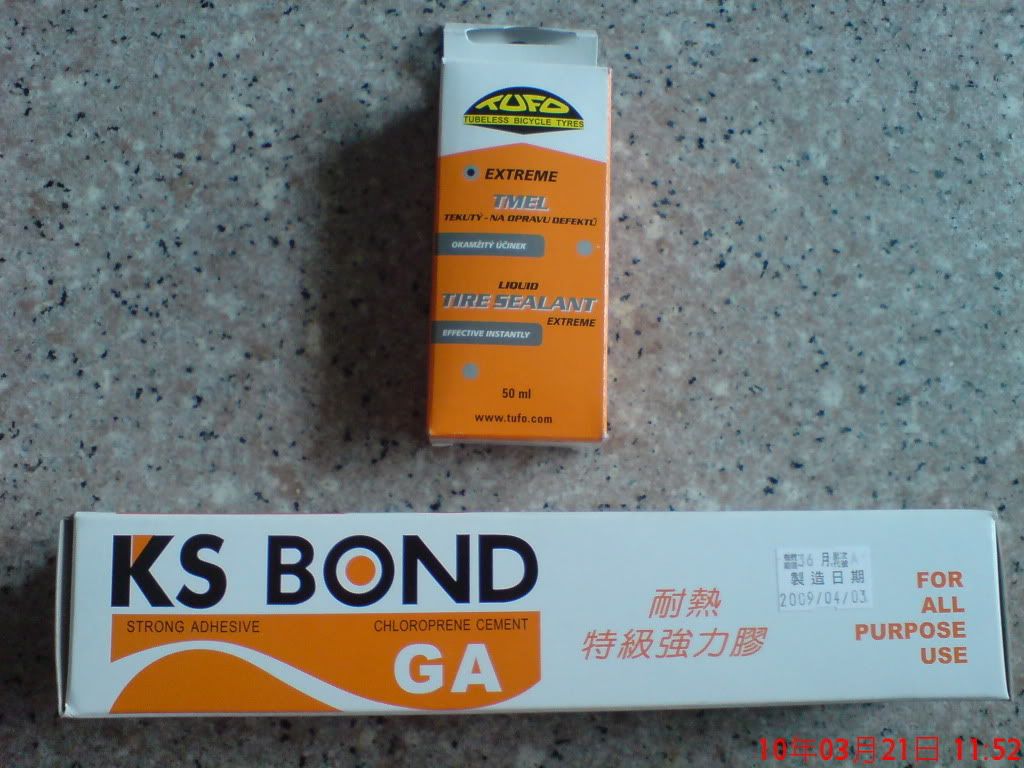 TUFO
TUBELESS BICYCLE TYRES
EXTREME
TMEL
TEKUTÝ - NA OPRAVU DEFEKTŮ
OKAMŽITÝ ÚČINEK
LIQUID
TIRE SEALANT
EXTREME
EFFECTIVE INSTANTLY
50 ml
www.tufo.com
KS BOND
STRONG ADHESIVE
CHLOROPRENE CEMENT
GA
耐熱
特級強力膠
36 月 A
製造日期
2009/04/03
FOR
ALL
PURPOSE
USE
10年03月21日 11:52